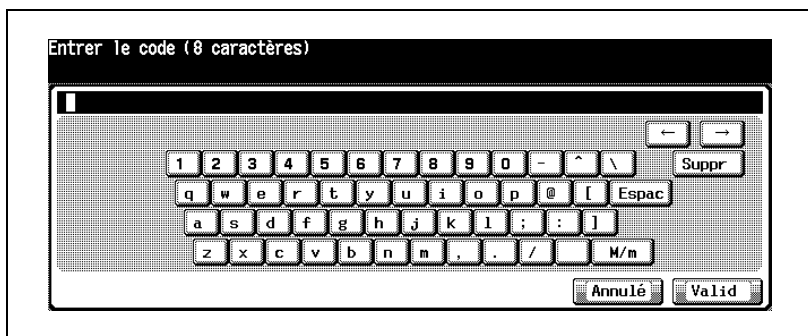 Entrer le code (8 caractères)
← →
1 2 3 4 5 6 7 8 9 0 - ^ \ Suppr
q w e r t y u i o p @ [ Espac
a s d f g h j k l ; : ]
z x c v b n m , . / M/m
Annulé Valid